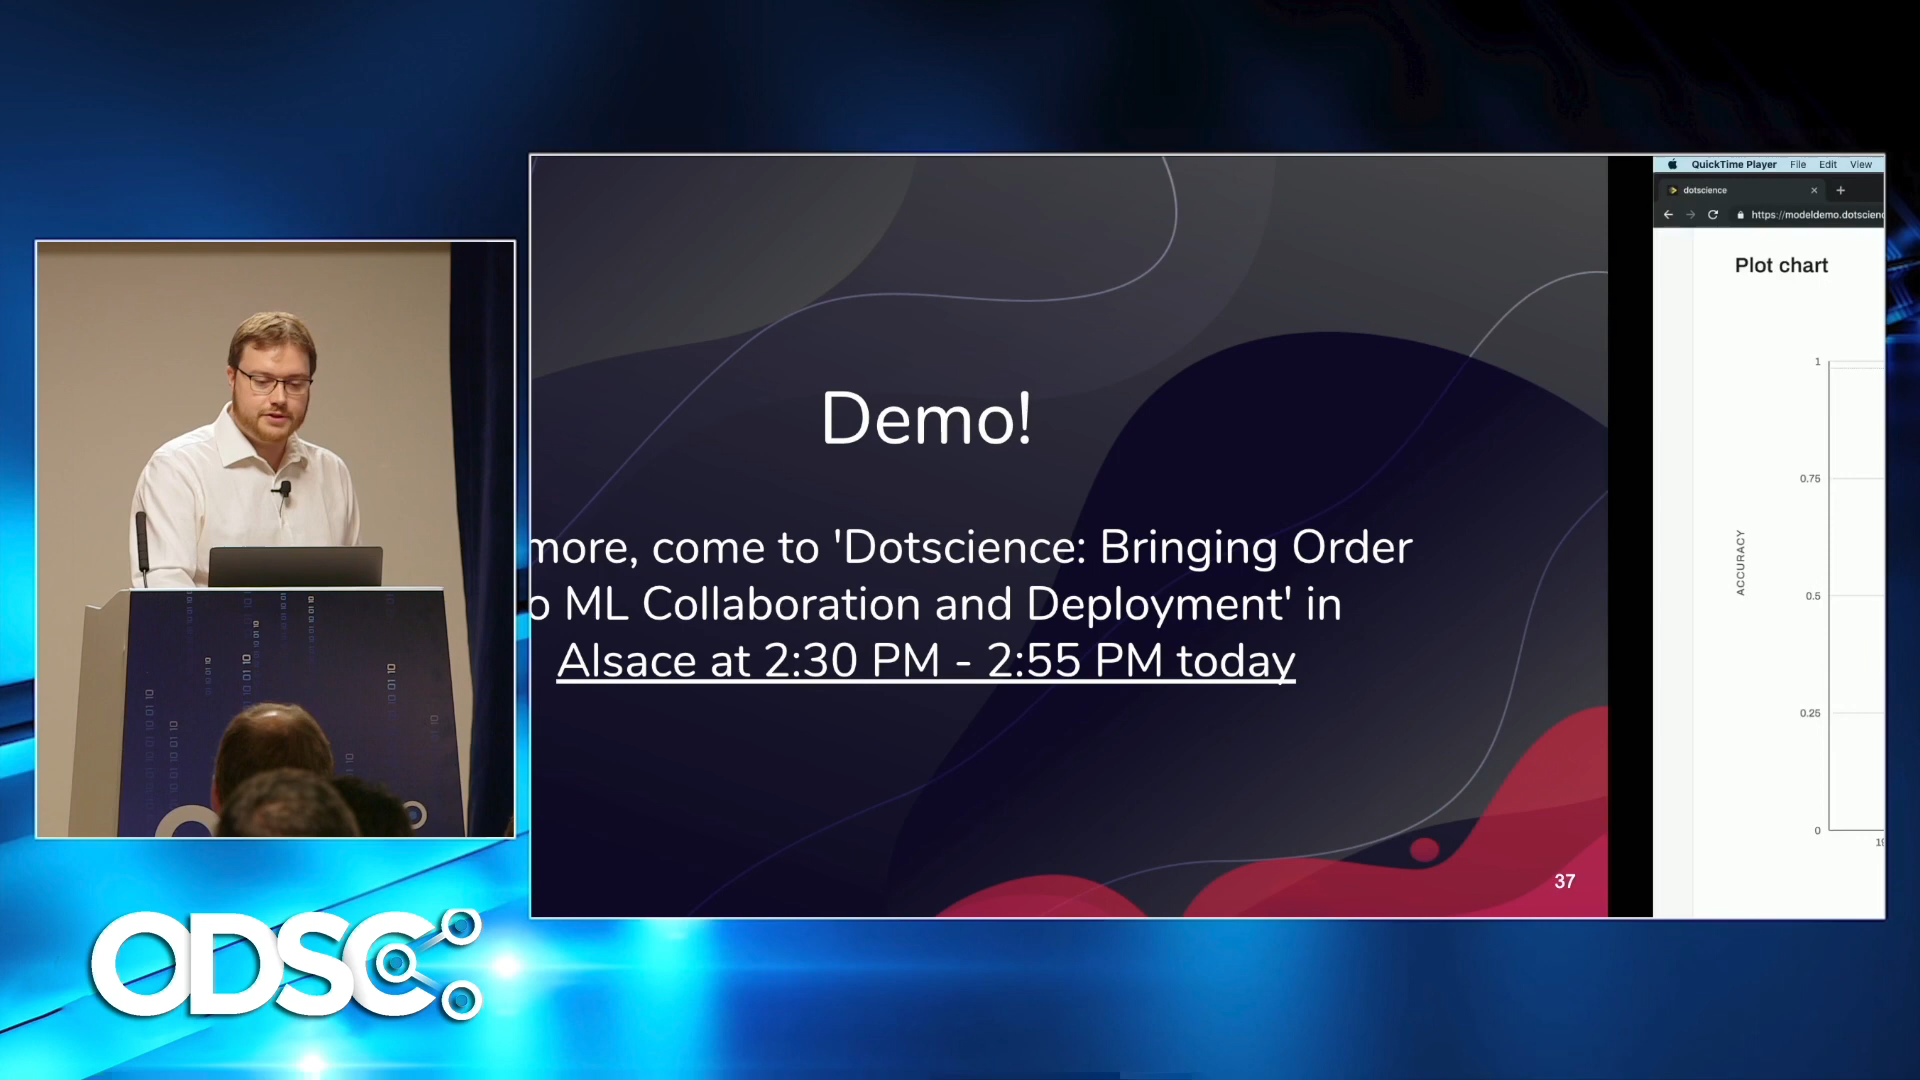 QuickTime Player File Edit View
dotscience
https://modeldemo.dotscienc
Plot chart
1
0.75
ACCURACY
0.5
0.25
0
Demo!
more, come to 'Dotscience: Bringing Order
o ML Collaboration and Deployment' in
Alsace at 2:30 PM - 2:55 PM today
37
ODSC